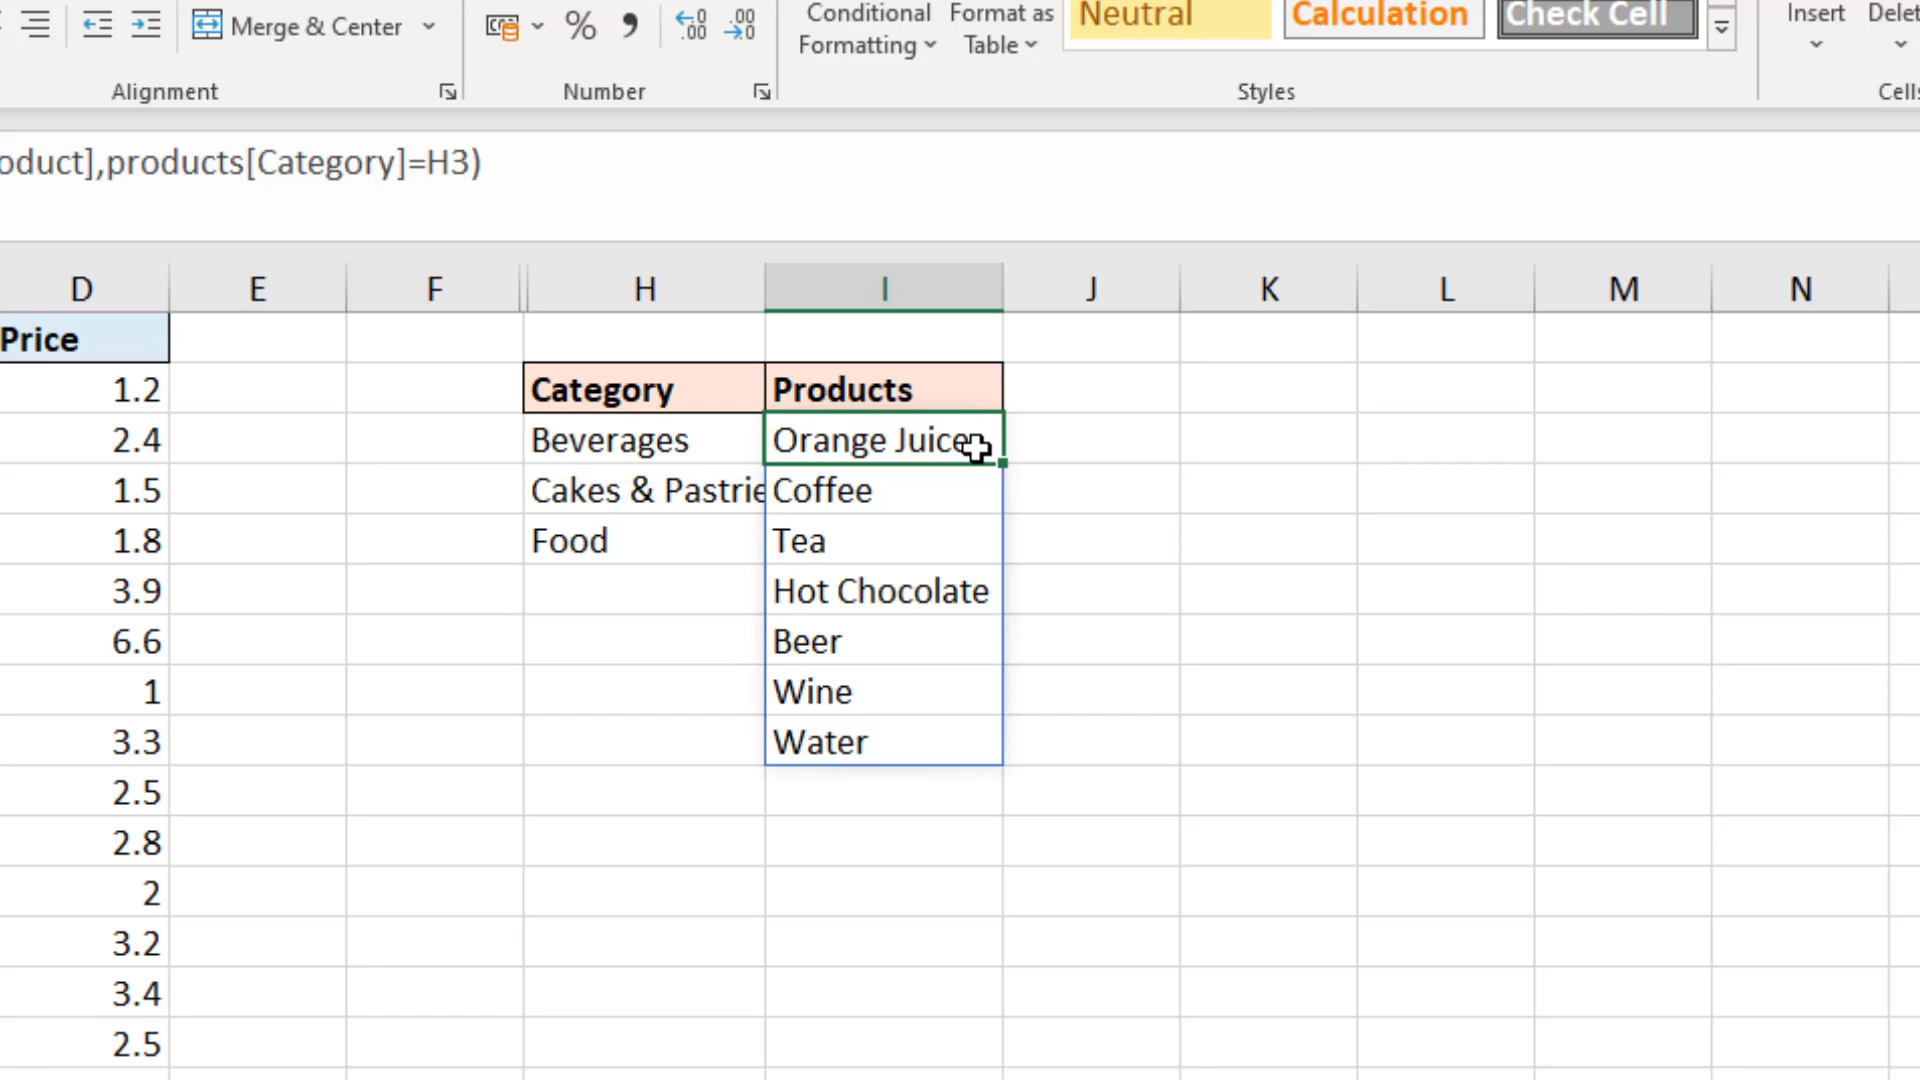 Conditional Format as Neutral Calculation Check Cell Insert
Merge & Center % Formatting Table
Alignment Number Styles
],products[Category]=H3)
D E F H I J K L M N
Price
1.2 Category Products
2.4 Beverages Orange Juice
1.5 Cakes & Pastrie Coffee
1.8 Food Tea
3.9 Hot Chocolate
6.6 Beer
1 Wine
3.3 Water
2.5
2.8
2
3.2
3.4
2.5